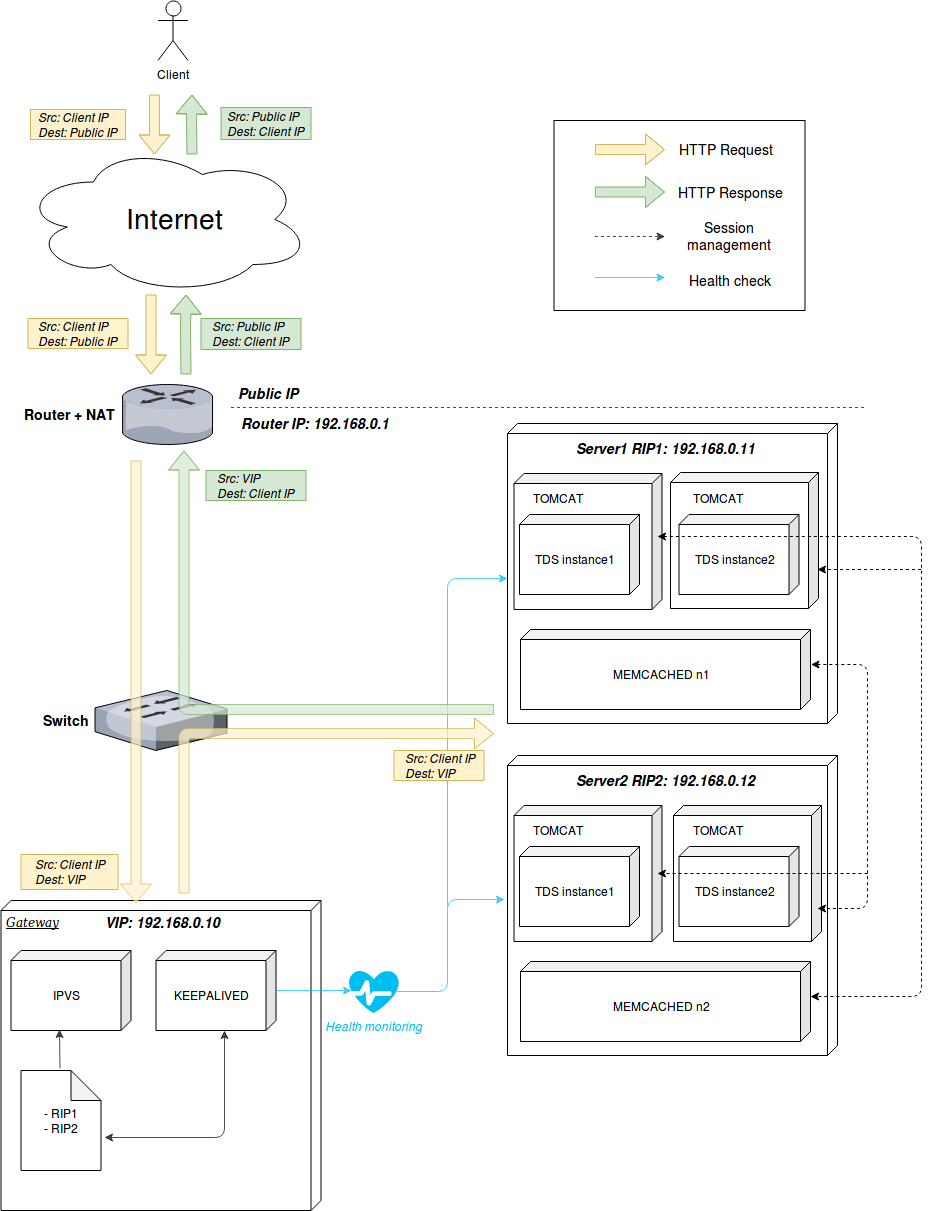 Client
Src: Client IP
Dest: Public IP
Src: Public IP
Dest: Client IP
Internet
HTTP Request
HTTP Response
Session
management
Health check
Src: Client IP
Dest: Public IP
Src: Public IP
Dest: Client IP
Router + NAT
Public IP
Router IP: 192.168.0.1
Src: VIP
Dest: Client IP
Server1 RIP1: 192.168.0.11
TOMCAT
TDS instance1
TOMCAT
TDS instance2
MEMCACHED n1
Switch
Src: Client IP
Dest: VIP
Server2 RIP2: 192.168.0.12
TOMCAT
TDS instance1
TOMCAT
TDS instance2
MEMCACHED n2
Src: Client IP
Dest: VIP
Gateway
VIP: 192.168.0.10
IPVS
KEEPALIVED
Health monitoring
- RIP1
- RIP2